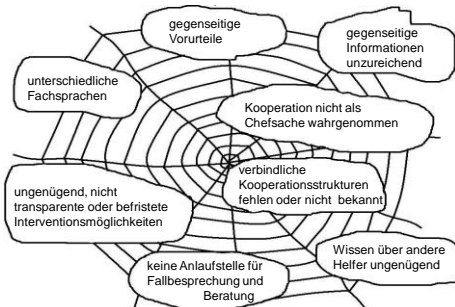 gegenseitige
Vorurteile
gegenseitige
Informationen
unzureichend
unterschiedliche
Fachsprachen
Kooperation nicht als
Chefsache wahrgenommen
verbindliche
Kooperationsstrukturen
fehlen oder nicht bekannt
ungenügend, nicht
transparente oder befristete
Interventionsmöglichkeiten
Wissen über andere
Helfer ungenügend
keine Anlaufstelle für
Fallbesprechung und
Beratung